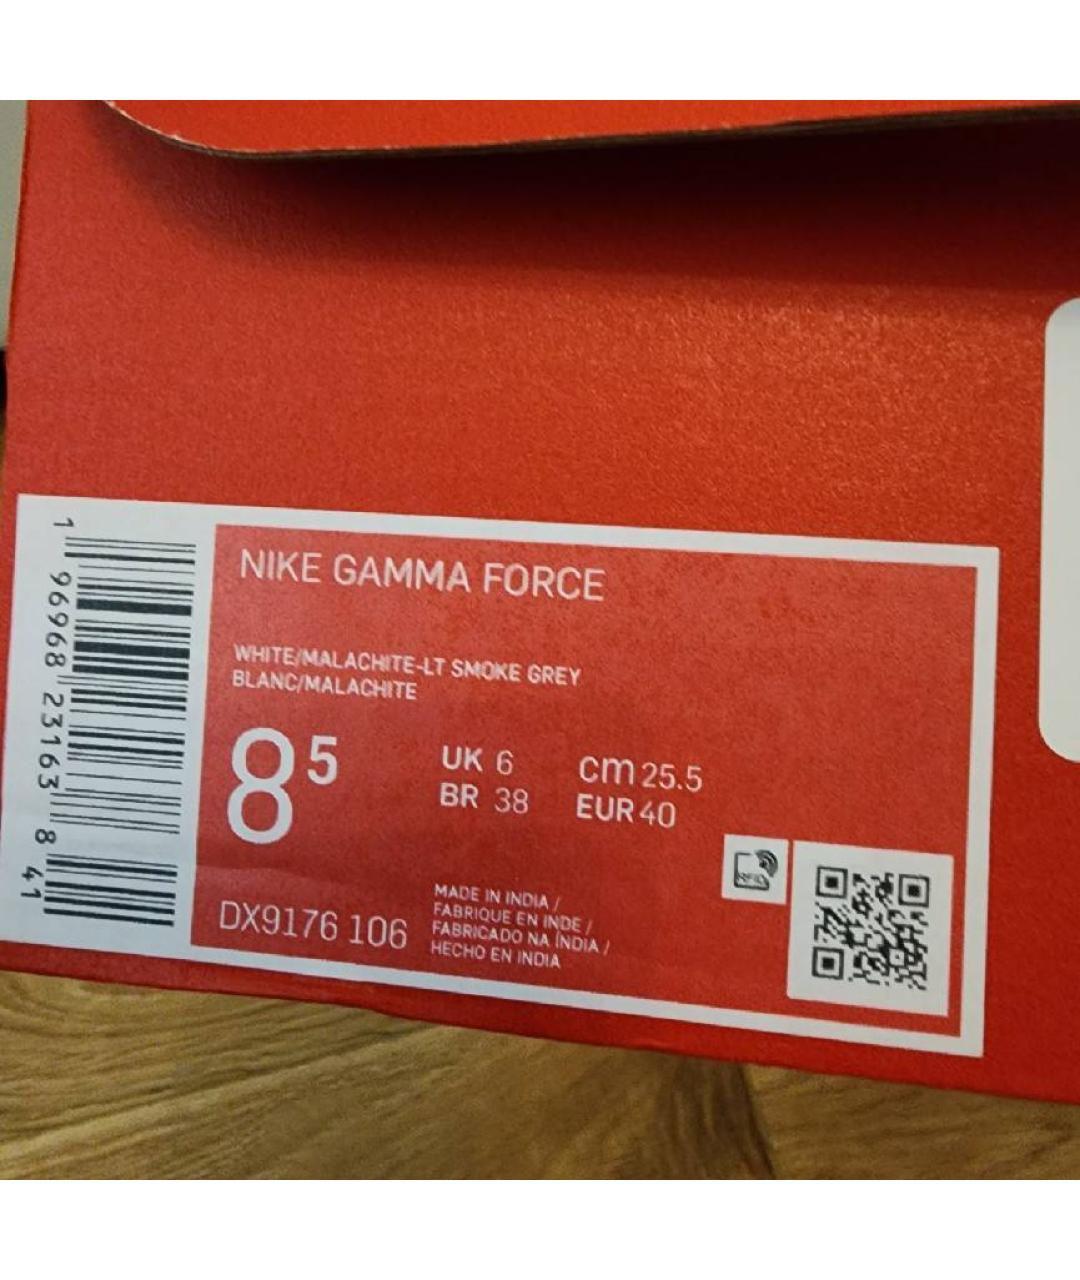 NIKE GAMMA FORCE
WHITE/MALACHITE-LT SMOKE GREY
BLANC/MALACHITE
8 5
UK 6
BR 38
cm 25.5
EUR 40
DX9176 106
MADE IN INDIA /
FABRIQUE EN INDE /
FABRICADO NA ÍNDIA /
HECHO EN INDIA
RFID
1 96968 23163 8 41